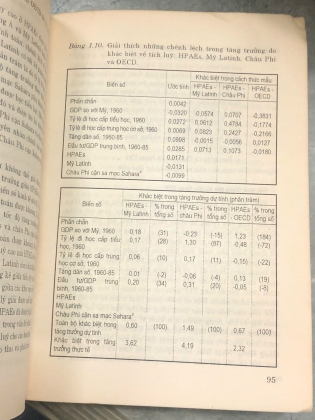 Bảng 1.10. Giải thích những chênh lệch trong tăng trưởng do
khác biệt về tích lũy: HPAEs, Mỹ Latinh, Châu Phi
và OECD.
Biến số
Ước tính
Khác biệt trong cách thức mẫu
HPAEs - Mỹ Latinh
HPAEs - Châu Phi
HPAEs - OECD
Phần chặn 0,0042
GDP so với Mỹ, 1960 -0,0320 0,0574 0,0707 -0,3831
Tỷ lệ đi học cấp tiểu học, 1960 0,0272 0,0612 0,4784 -0,1774
Tỷ lệ đi học cấp trung học cơ sở, 1960 0,0069 0,0823 0,2427 -0,2166
Tăng dân số, 1960-85 0,0998 -0,0015 -0,0056 0,0127
Đầu tư/GDP trung bình, 1960-85 0,0285 0,0713 0,1073 -0,0180
HPAEs 0,0171
Mỹ Latinh -0,0131
Châu Phi cận sa mạc Sahara -0,0099
Biến số
Khác biệt trong tăng trưởng dự tính (phần trăm)
HPAEs - Mỹ Latinh
% trong tổng số
HPAEs - châu Phi
% trong tổng số
HPAEs - OECD
% trong tổng số
Phần chặn
GDP so với Mỹ, 1960 0,18 (31) -0,23 (-15) 1,23 (184)
Tỷ lệ đi học cấp tiểu học, 1960 0,17 (28) 1,30 (87) -0,48 (-72)
Tỷ lệ đi học cấp trung học cơ sở, 1960 0,06 (10) 0,17 (11) -0,15 (-22)
Tăng dân số, 1960-85 -0,01 (-2) -0,06 (-4) 0,13 (19)
Đầu tư/GDP trung bình, 1960-85 0,20 (34) 0,31 (20) -0,05 (-8)
HPAEs
Mỹ Latinh
Châu Phi cận sa mạc Sahara
Toàn bộ khác biệt trong tăng trưởng dự tính 0,60 (100) 1,49 (100) 0,67 (100)
Khác biệt trong tăng trưởng thực tế 3,62 4,19 2,32
95